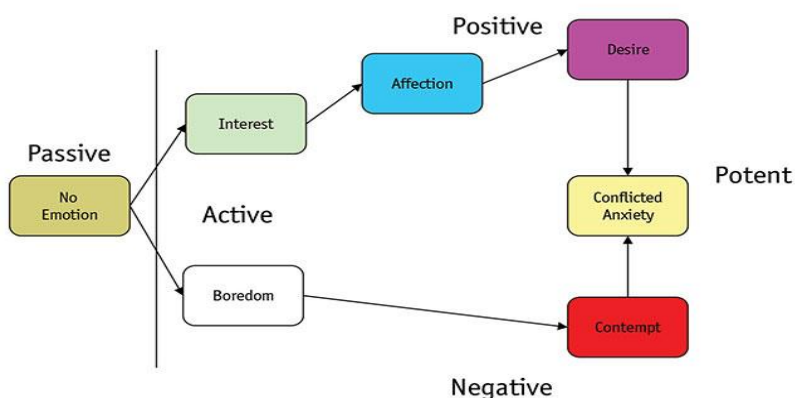 Positive
Desire
Affection
Interest
Passive
No
Emotion
Active
Conflicted
Anxiety
Potent
Boredom
Contempt
Negative